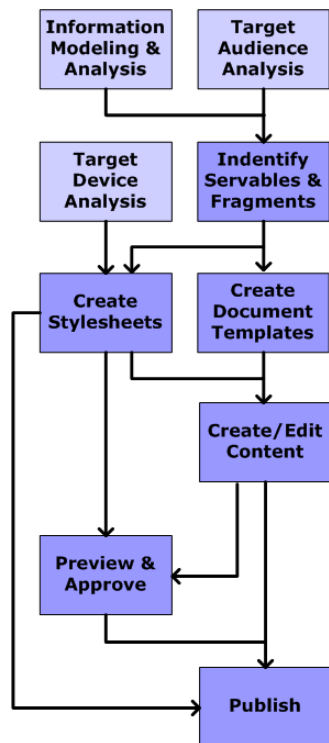 Information
Modeling &
Analysis
Target
Audience
Analysis
Target
Device
Analysis
Indentify
Servables &
Fragments
Create
Stylesheets
Create
Document
Templates
Create/Edit
Content
Preview &
Approve
Publish